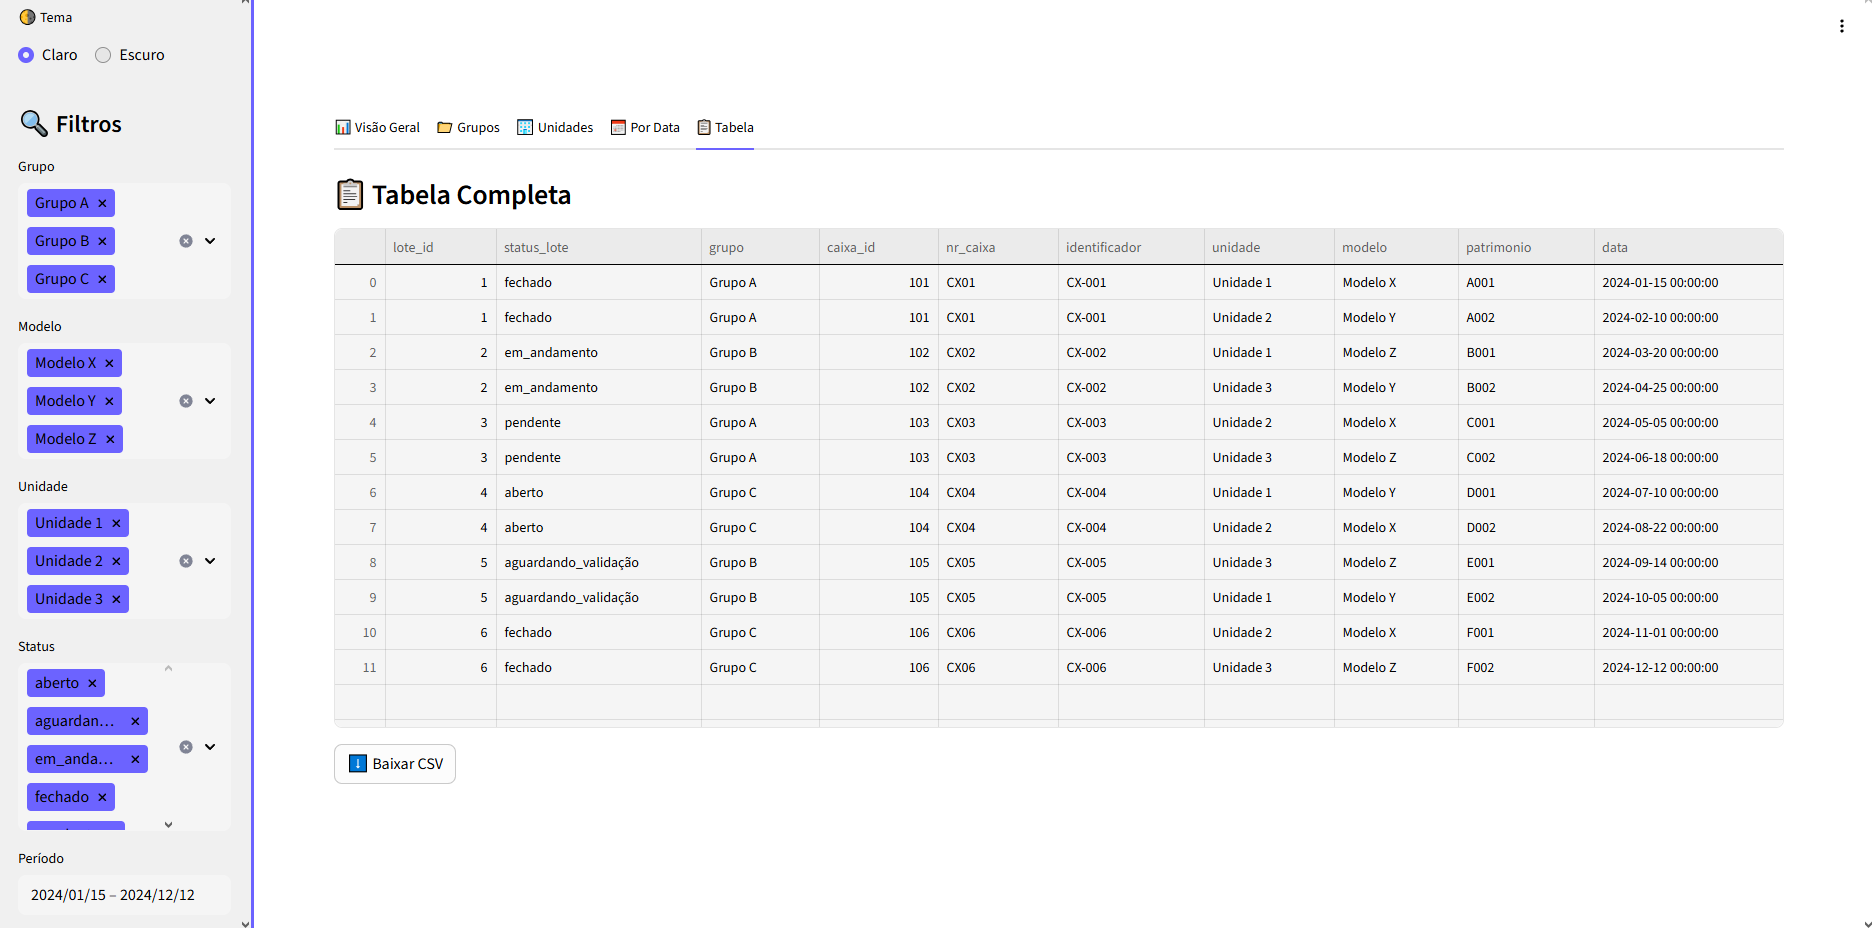 Tema
Claro Escuro
Filtros
Grupo
Grupo A
Grupo B
Grupo C
Modelo
Modelo X
Modelo Y
Modelo Z
Unidade
Unidade 1
Unidade 2
Unidade 3
Status
aberto
aguardan...
em_anda...
fechado
Período
2024/01/15 – 2024/12/12
Visão Geral Grupos Unidades Por Data Tabela
Tabela Completa
lote_id status_lote grupo caixa_id nr_caixa identificador unidade modelo patrimonio data
0 1 fechado Grupo A 101 CX01 CX-001 Unidade 1 Modelo X A001 2024-01-15 00:00:00
1 1 fechado Grupo A 101 CX01 CX-001 Unidade 2 Modelo Y A002 2024-02-10 00:00:00
2 2 em_andamento Grupo B 102 CX02 CX-002 Unidade 1 Modelo Z B001 2024-03-20 00:00:00
3 2 em_andamento Grupo B 102 CX02 CX-002 Unidade 3 Modelo Y B002 2024-04-25 00:00:00
4 3 pendente Grupo A 103 CX03 CX-003 Unidade 2 Modelo X C001 2024-05-05 00:00:00
5 3 pendente Grupo A 103 CX03 CX-003 Unidade 3 Modelo Z C002 2024-06-18 00:00:00
6 4 aberto Grupo C 104 CX04 CX-004 Unidade 1 Modelo Y D001 2024-07-10 00:00:00
7 4 aberto Grupo C 104 CX04 CX-004 Unidade 2 Modelo X D002 2024-08-22 00:00:00
8 5 aguardando_validação Grupo B 105 CX05 CX-005 Unidade 3 Modelo Z E001 2024-09-14 00:00:00
9 5 aguardando_validação Grupo B 105 CX05 CX-005 Unidade 1 Modelo Y E002 2024-10-05 00:00:00
10 6 fechado Grupo C 106 CX06 CX-006 Unidade 2 Modelo X F001 2024-11-01 00:00:00
11 6 fechado Grupo C 106 CX06 CX-006 Unidade 3 Modelo Z F002 2024-12-12 00:00:00
Baixar CSV